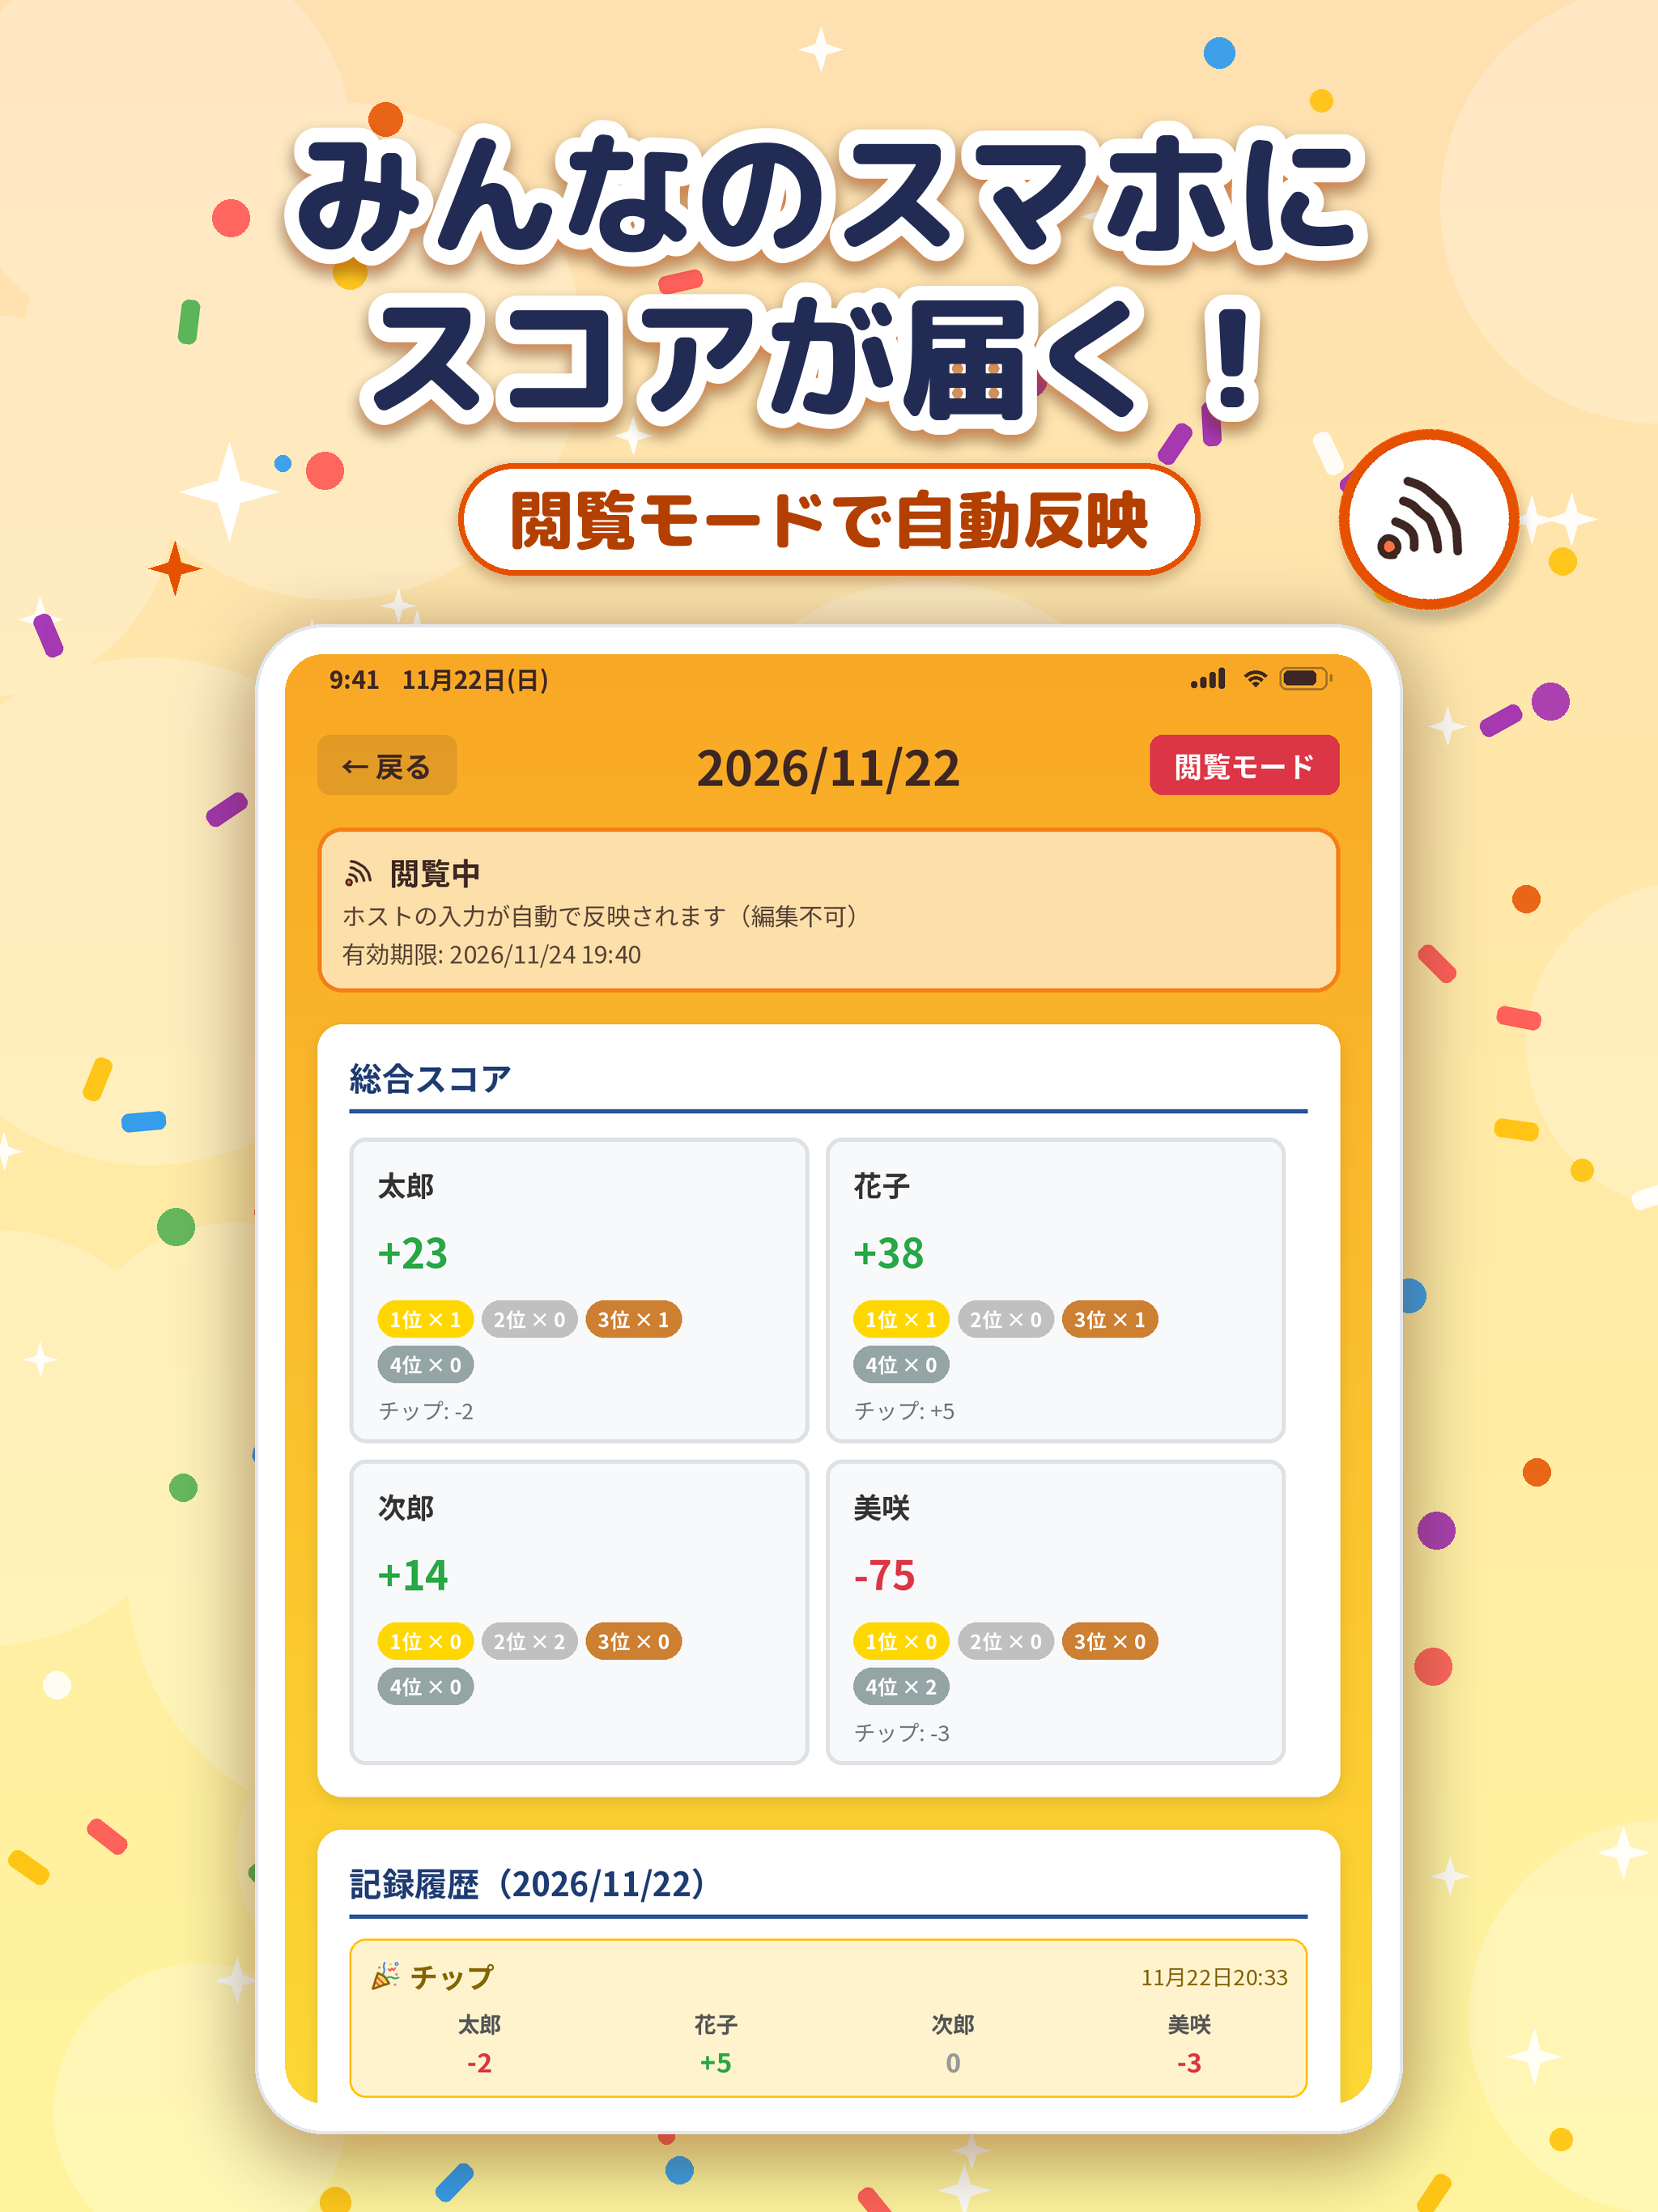 みんなのスマホに
スコアが届く！
閲覧モードで自動反映
9:41 11月22日(日)
← 戻る
2026/11/22
閲覧モード
閲覧中
ホストの入力が自動で反映されます（編集不可）
有効期限: 2026/11/24 19:40
総合スコア
太郎
+23
1位 × 1 2位 × 0 3位 × 1
4位 × 0
チップ: -2
花子
+38
1位 × 1 2位 × 0 3位 × 1
4位 × 0
チップ: +5
次郎
+14
1位 × 0 2位 × 2 3位 × 0
4位 × 0
美咲
-75
1位 × 0 2位 × 0 3位 × 0
4位 × 2
チップ: -3
記録履歴（2026/11/22）
チップ 11月22日20:33
太郎 花子 次郎 美咲
-2 +5 0 -3